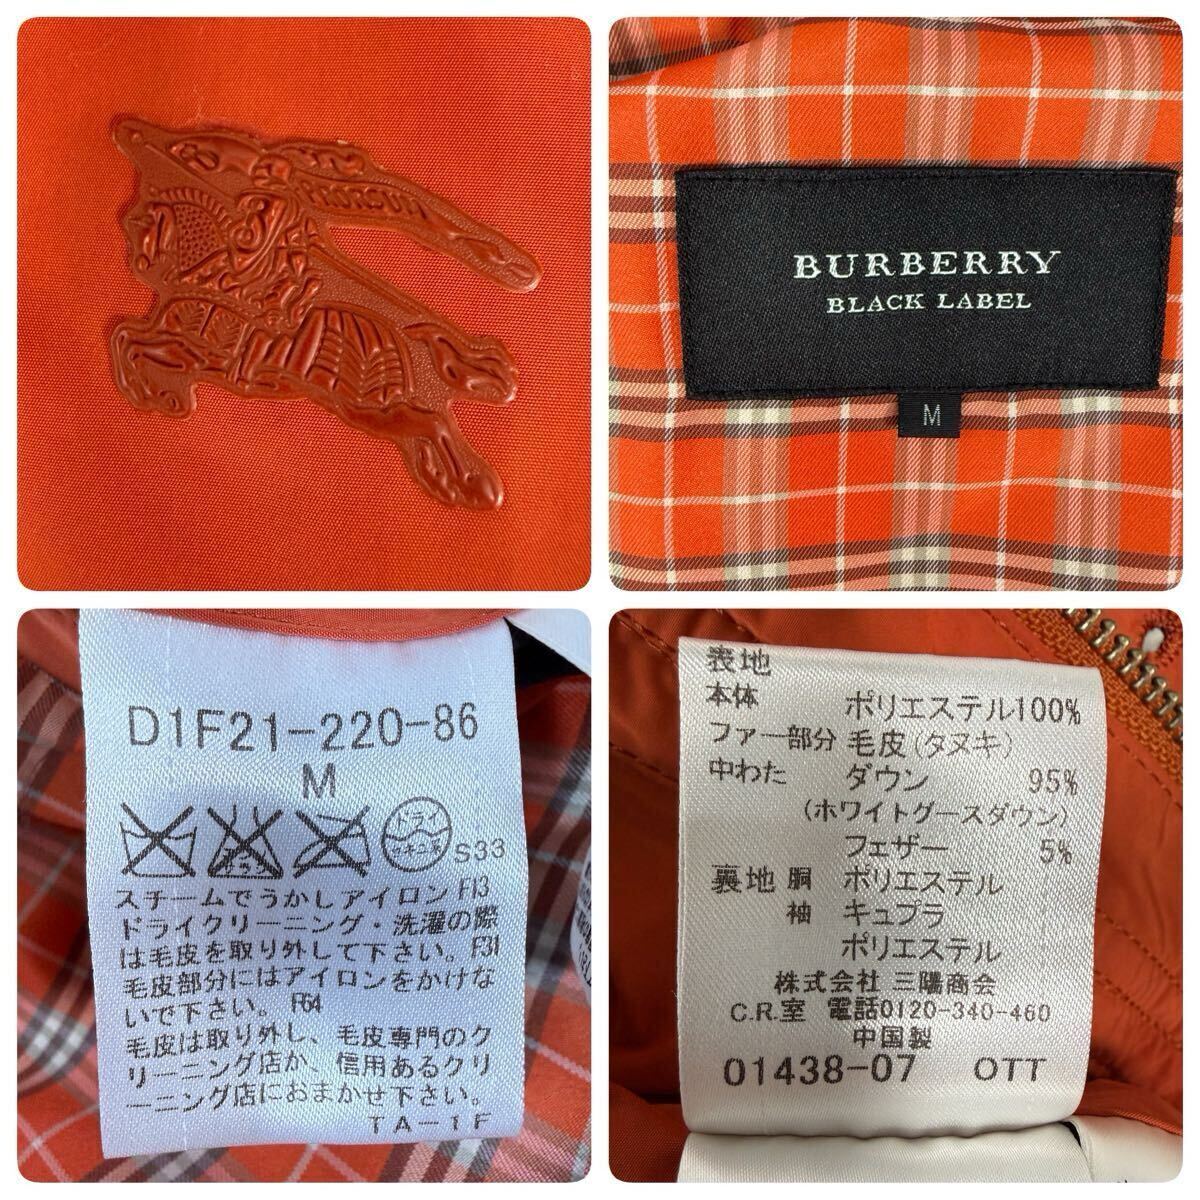 PRORSUM
BURBERRY
BLACK LABEL
M
D1F21-220-86
M
ドライ
セキユ系
S33
スチームでうかしアイロン F13
ドライクリーニング・洗濯の際
は毛皮を取り外して下さい。F31
毛皮部分にはアイロンをかけな
いで下さい。F64
毛皮は取り外し、毛皮専門のク
リーニング店か、信用あるクリ
ーニング店におまかせ下さい。
TA-1F
表地
本体 ポリエステル100%
ファー部分 毛皮(タヌキ)
中わた ダウン 95%
(ホワイトグースダウン)
フェザー 5%
裏地 胴 ポリエステル
袖 キュプラ
ポリエステル
株式会社 三陽商会
C.R.室 電話0120-340-460
中国製
01438-07 OTT